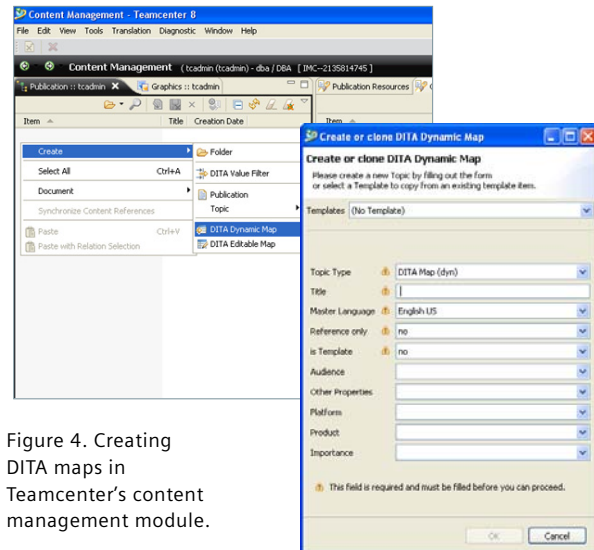 Content Management - Teamcenter 8
File Edit View Tools Translation Diagnostic Window Help
Content Management ( tcadmin (tcadmin) - dba / DBA [ IMC--2135814745 ]
Publication :: tcadmin Graphics :: tcadmin Publication Resources
Item Title Creation Date Item
Create
Select All Ctrl+A
Document
Synchronize Content References
Paste Ctrl+V
Paste with Relation Selection
Folder
DITA Value Filter
Publication
Topic
DITA Dynamic Map
DITA Editable Map
Create or clone DITA Dynamic Map
Create or clone DITA Dynamic Map
Please create a new Topic by filling out the form
or select a Template to copy from an existing template item.
Templates (No Template)
Topic Type DITA Map (dyn)
Title
Master Language English US
Reference only no
is Template no
Audience
Other Properties
Platform
Product
Importance
This field is required and must be filled before you can proceed.
OK Cancel
Figure 4. Creating
DITA maps in
Teamcenter's content
management module.